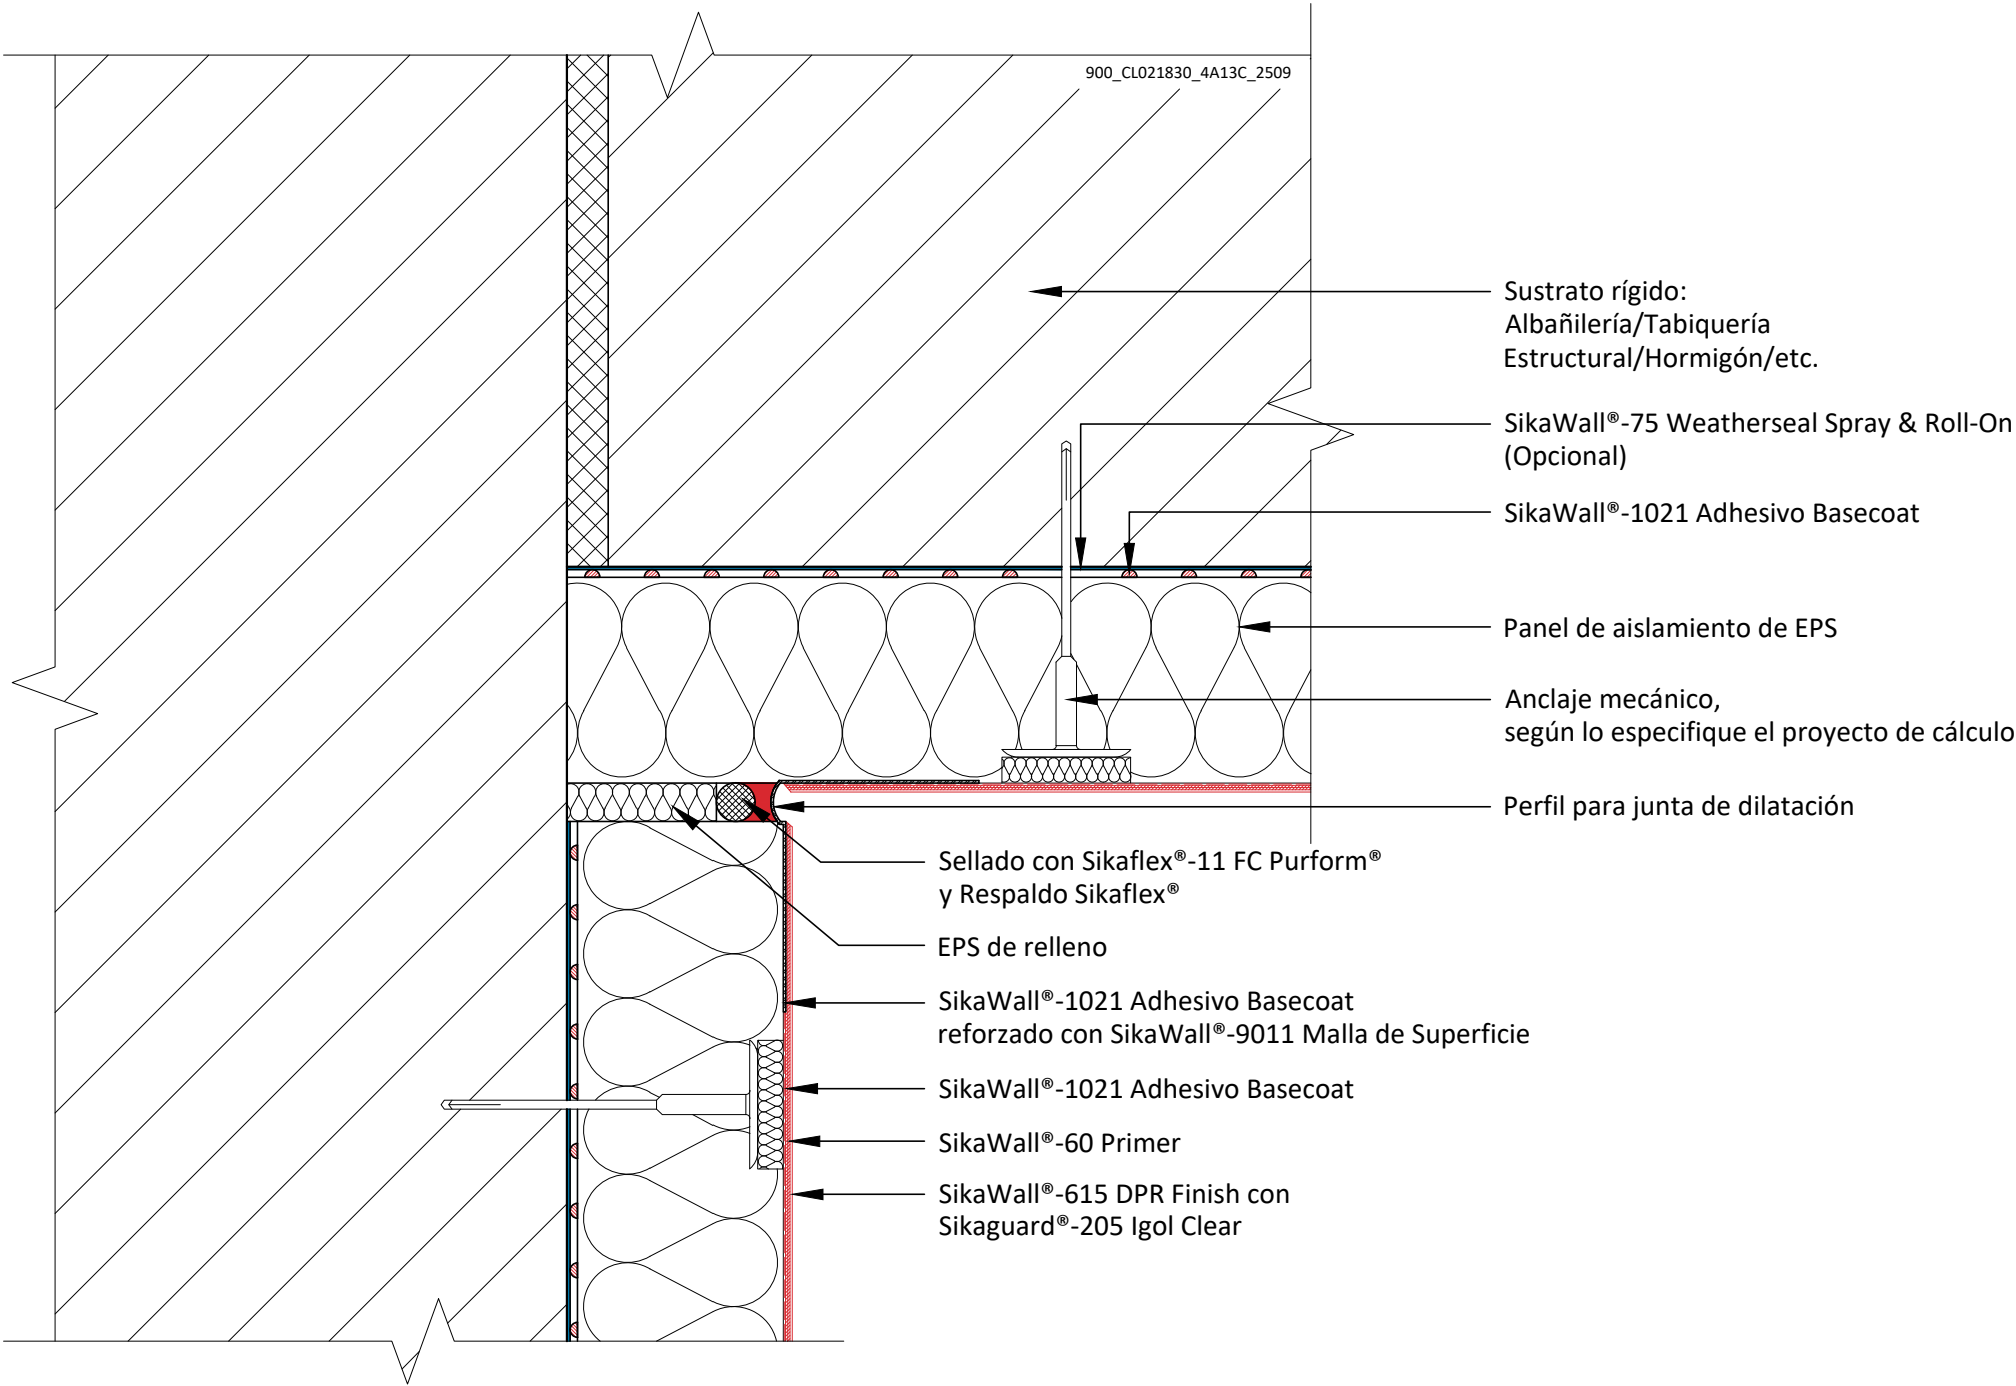 900_CL021830_4A13C_2509
Sustrato rígido:
Albañilería/Tabiquería
Estructural/Hormigón/etc.
SikaWall®-75 Weatherseal Spray & Roll-On
(Opcional)
SikaWall®-1021 Adhesivo Basecoat
Panel de aislamiento de EPS
Anclaje mecánico,
según lo especifique el proyecto de cálculo
Perfil para junta de dilatación
Sellado con Sikaflex®-11 FC Purform®
y Respaldo Sikaflex®
EPS de relleno
SikaWall®-1021 Adhesivo Basecoat
reforzado con SikaWall®-9011 Malla de Superficie
SikaWall®-1021 Adhesivo Basecoat
SikaWall®-60 Primer
SikaWall®-615 DPR Finish con
Sikaguard®-205 Igol Clear